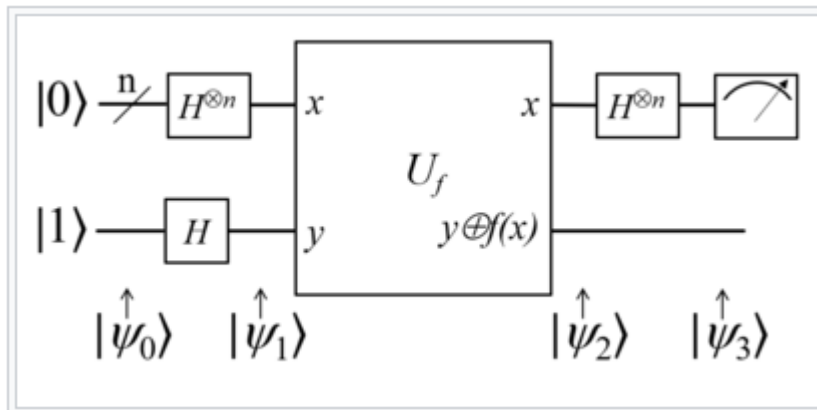 n
|0⟩ H⊗n x x H⊗n
U_f
|1⟩ H y y⊕f(x)
↑ ↑ ↑ ↑
|ψ₀⟩ |ψ₁⟩ |ψ₂⟩ |ψ₃⟩